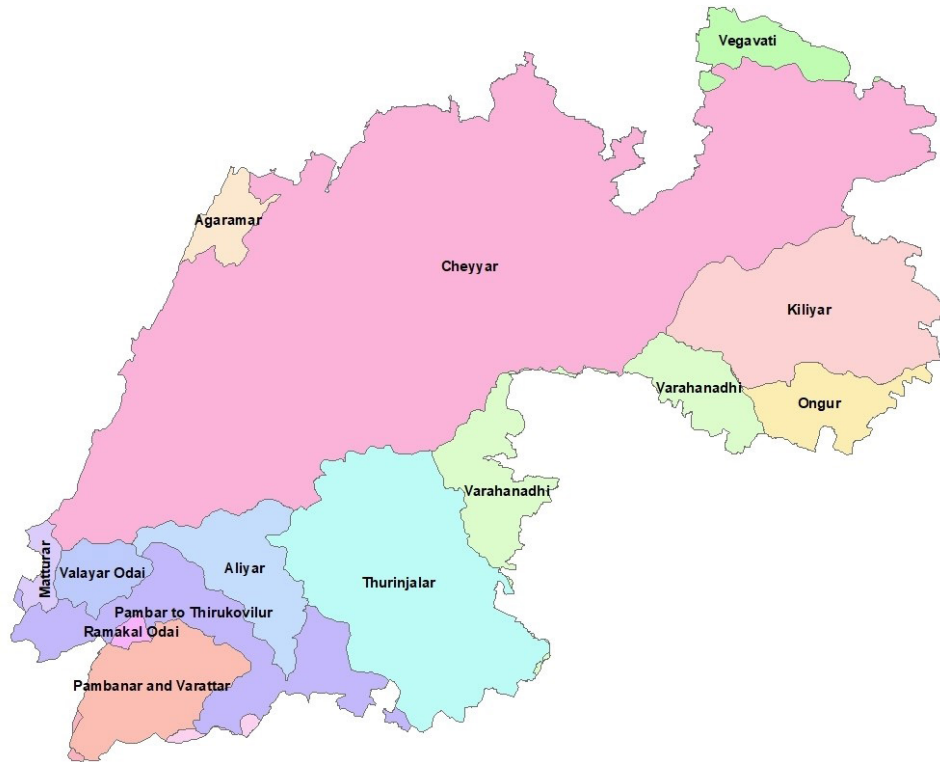 Vegavati
Agaramar
Cheyyar
Kiliyar
Varahanadhi
Ongur
Varahanadhi
Matturar
Valayar Odai
Aliyar
Thurinjalar
Pambar to Thirukovilur
Ramakal Odai
Pambanar and Varattar